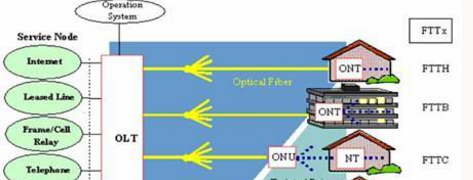 Operation
System
Service Node
FTTx
Internet
ONT
FTTH
Optical Fiber
Leased Line
ONT
FTTB
Frame/Cell
Relay
OLT
ONU
NT
FTTC
Telephone